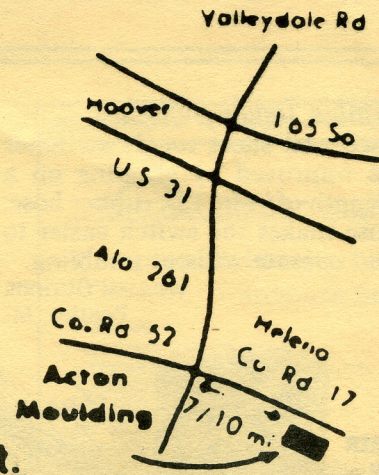 Valleydale Rd
Hoover
I 65 So
US 31
Ala 261
Co. Rd 52
Helena
Co Rd 17
Acton
Moulding
7/10 mi
t.